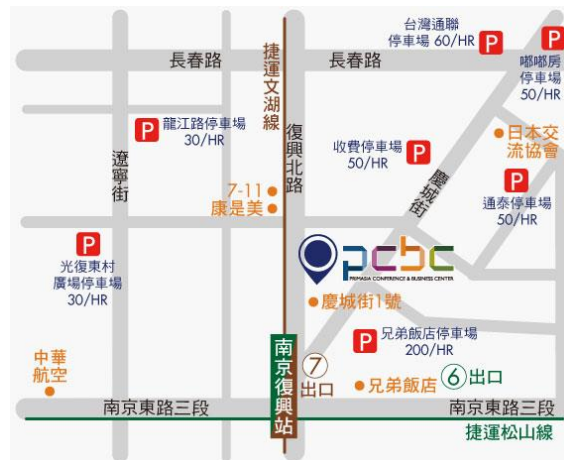 台灣通聯
停車場 60/HR
P
P
嘟嘟房
停車場
50/HR
長春路
長春路
捷運文湖線
P
龍江路停車場
30/HR
復興北路
收費停車場
50/HR
P
日本交
流協會
遼寧街
7-11
康是美
慶城街
P
通泰停車場
50/HR
P
光復東村
廣場停車場
30/HR
pcbc
PRIMASIA CONFERENCE & BUSINESS CENTER
慶城街1號
P
兄弟飯店停車場
200/HR
南京復興站
7
出口
中華
航空
兄弟飯店
6
出口
南京東路三段
南京東路三段
捷運松山線